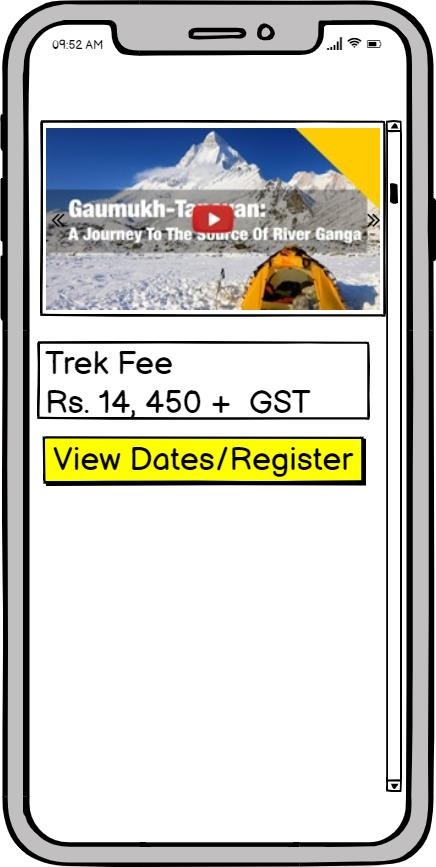 09:52 AM
Gaumukh-Tapovan:
A Journey To The Source Of River Ganga
Trek Fee
Rs. 14, 450 + GST
View Dates/Register